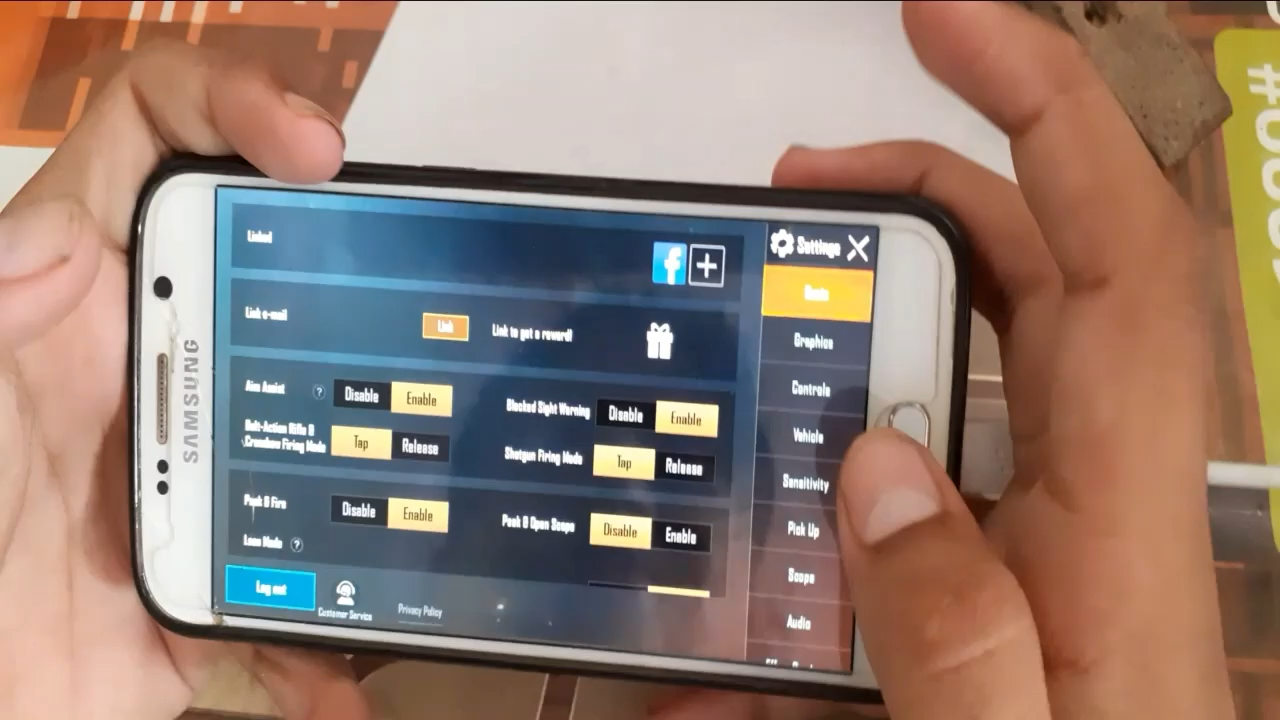 SAMSUNG
Linked
f
Settings
Basic
Link e-mail
Link
Link to get a reward!
Graphics
Aim Assist
?
Disable
Enable
Blocked Sight Warning
Disable
Enable
Controls
Bolt-Action Rifle &
Crossbow Firing Mode
Tap
Release
Shotgun Firing Mode
Tap
Release
Vehicle
Sensitivity
Peek & Fire
Disable
Enable
Peek & Open Scope
Disable
Enable
Pick Up
Lean Mode
?
Scope
Log out
Customer Service
Privacy Policy
Audio